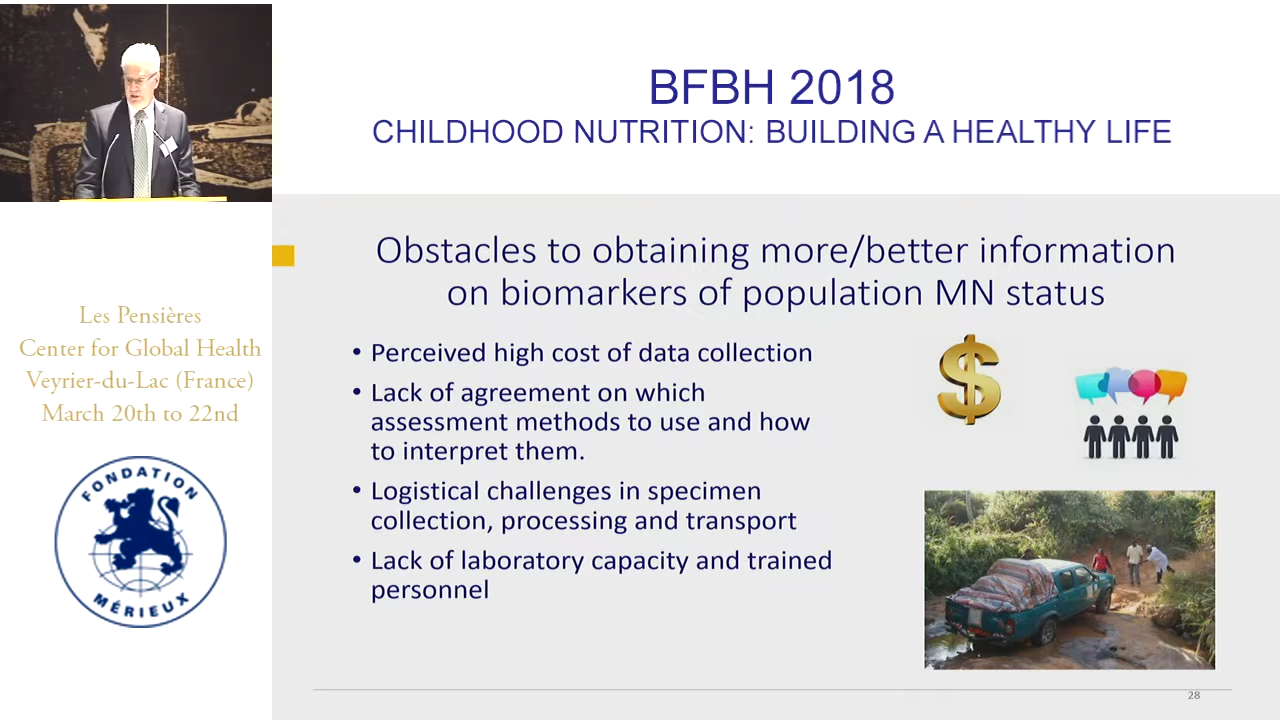 BFBH 2018
CHILDHOOD NUTRITION: BUILDING A HEALTHY LIFE
Les Pensières
Center for Global Health
Veyrier-du-Lac (France)
March 20th to 22nd
FONDATION
MÉRIEUX
Obstacles to obtaining more/better information
on biomarkers of population MN status
• Perceived high cost of data collection
• Lack of agreement on which
assessment methods to use and how
to interpret them.
• Logistical challenges in specimen
collection, processing and transport
• Lack of laboratory capacity and trained
personnel
$
28